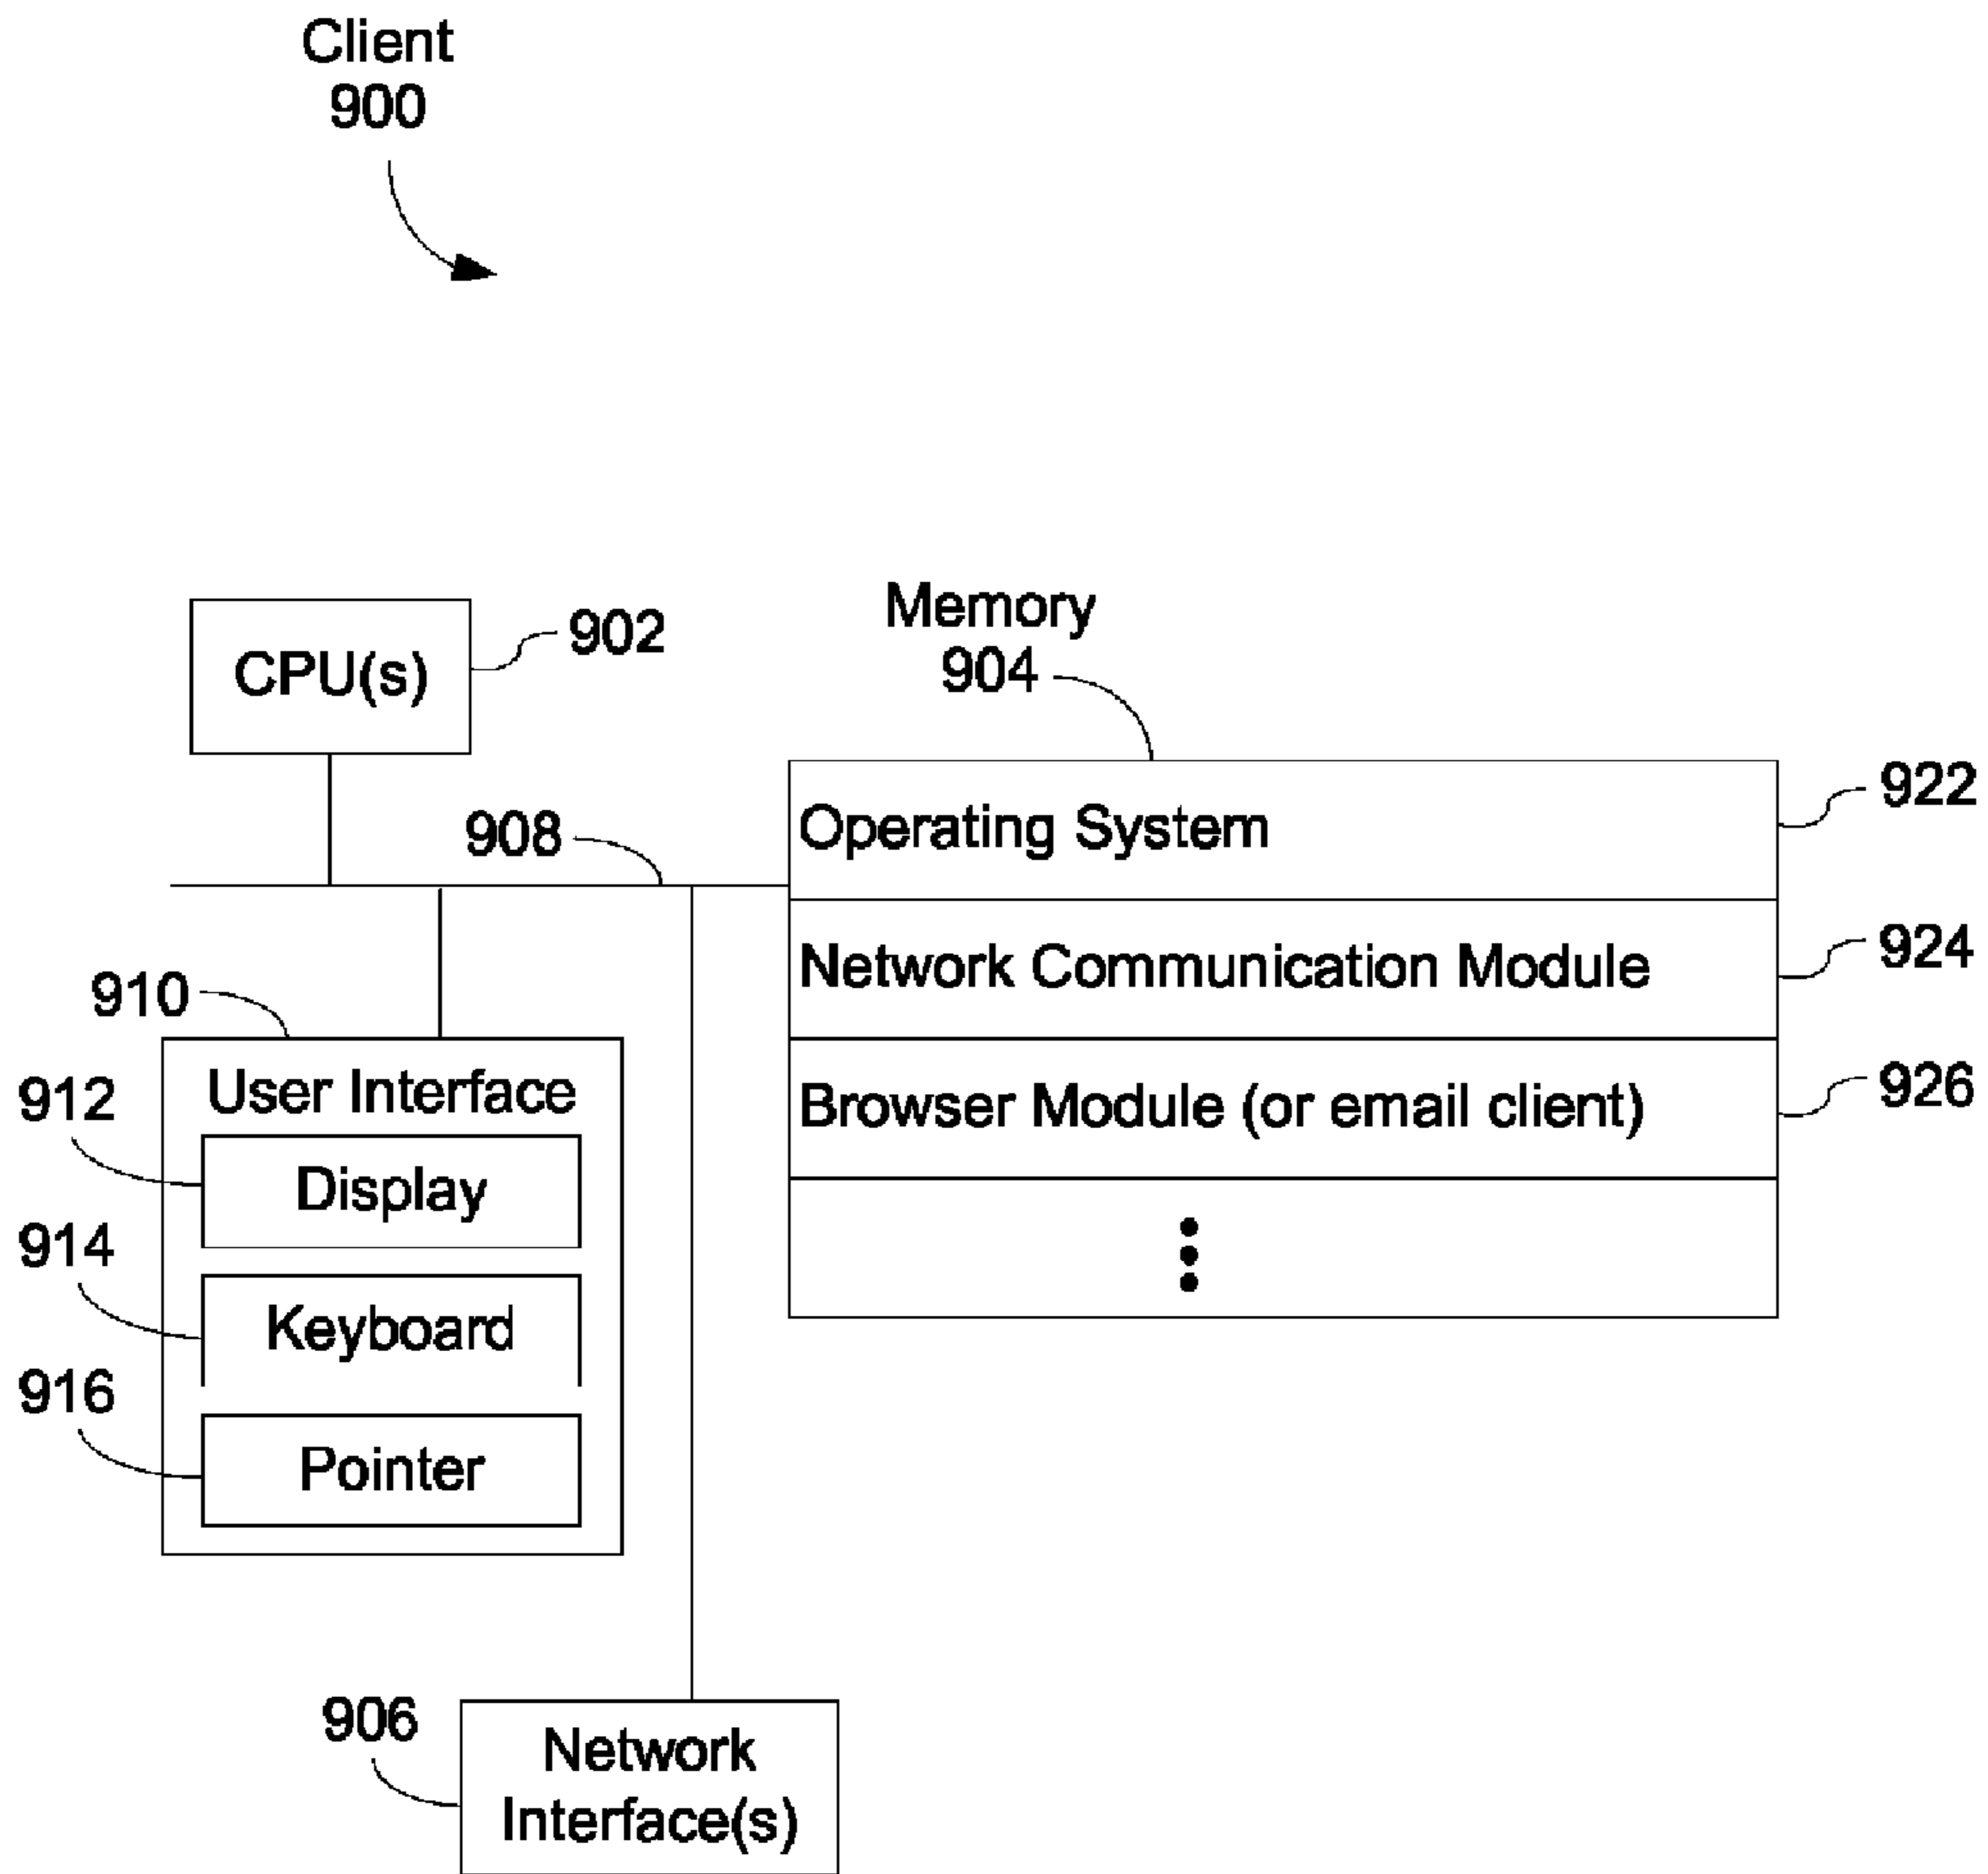 Client
900
CPU(s)
902
Memory
904
908
Operating System
922
Network Communication Module
924
Browser Module (or email client)
926
910
User Interface
912
Display
914
Keyboard
916
Pointer
906
Network
Interface(s)